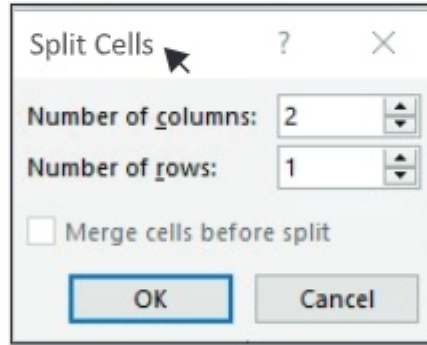 Split Cells ? ×
Number of columns: 2
Number of rows: 1
Merge cells before split
OK Cancel